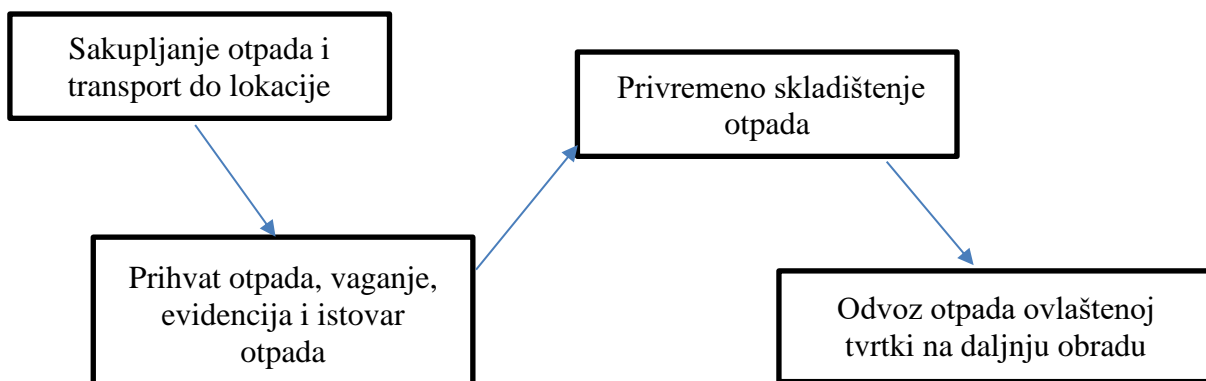 Sakupljanje otpada i
transport do lokacije
Prihvat otpada, vaganje,
evidencija i istovar
otpada
Privremeno skladištenje
otpada
Odvoz otpada ovlaštenoj
tvrtki na daljnju obradu